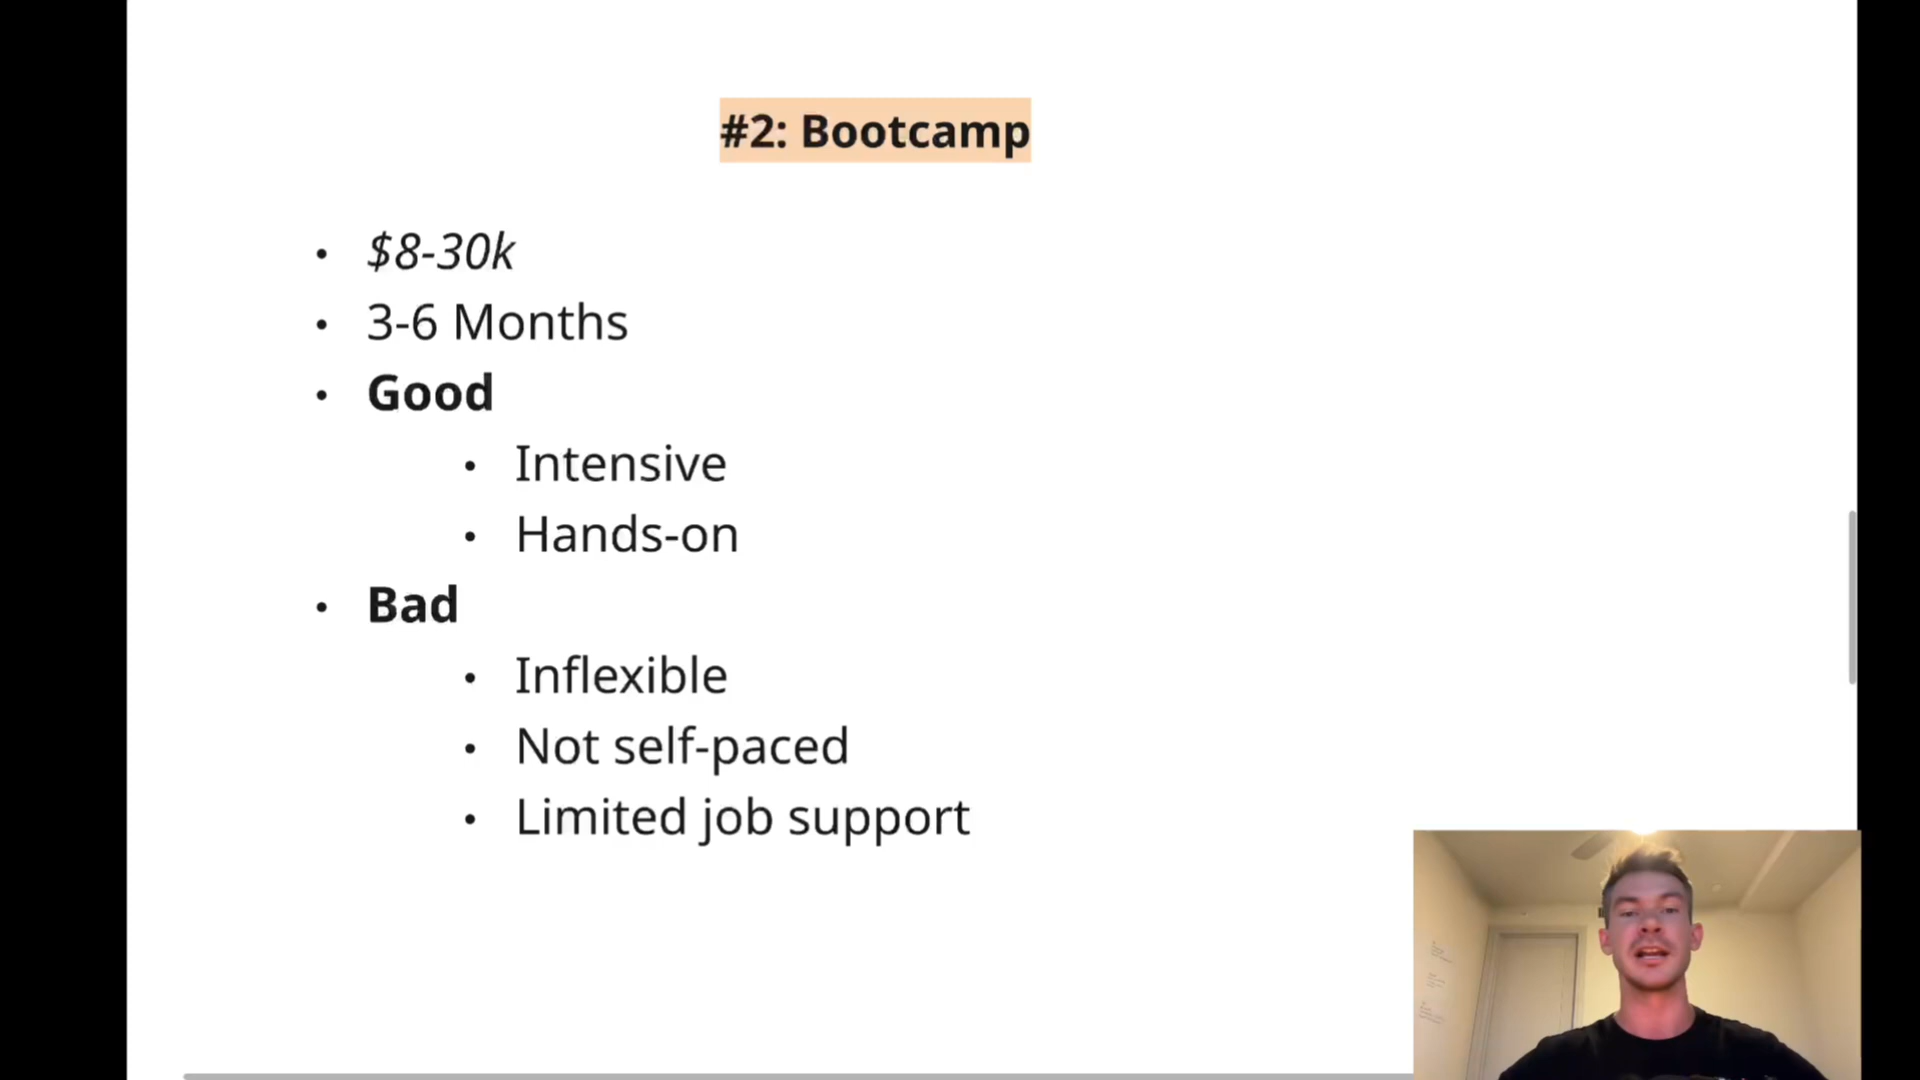 #2: Bootcamp
• $8-30k
• 3-6 Months
• Good
• Intensive
• Hands-on
• Bad
• Inflexible
• Not self-paced
• Limited job support